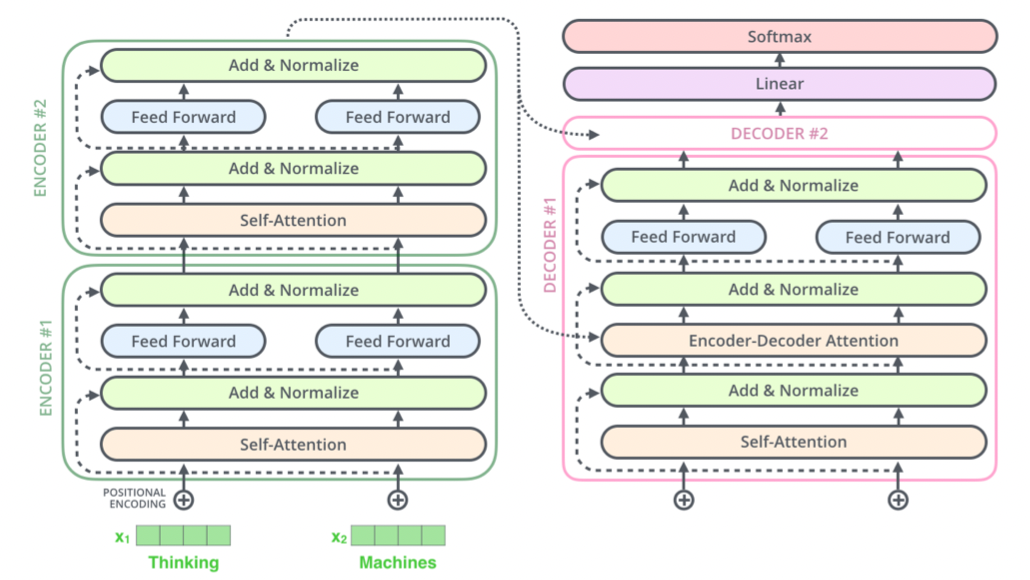 ENCODER #2
Add & Normalize
Feed Forward
Feed Forward
Add & Normalize
Self-Attention
ENCODER #1
Add & Normalize
Feed Forward
Feed Forward
Add & Normalize
Self-Attention
POSITIONAL
ENCODING
x₁
x₂
Thinking
Machines
Softmax
Linear
DECODER #2
DECODER #1
Add & Normalize
Feed Forward
Feed Forward
Add & Normalize
Encoder-Decoder Attention
Add & Normalize
Self-Attention